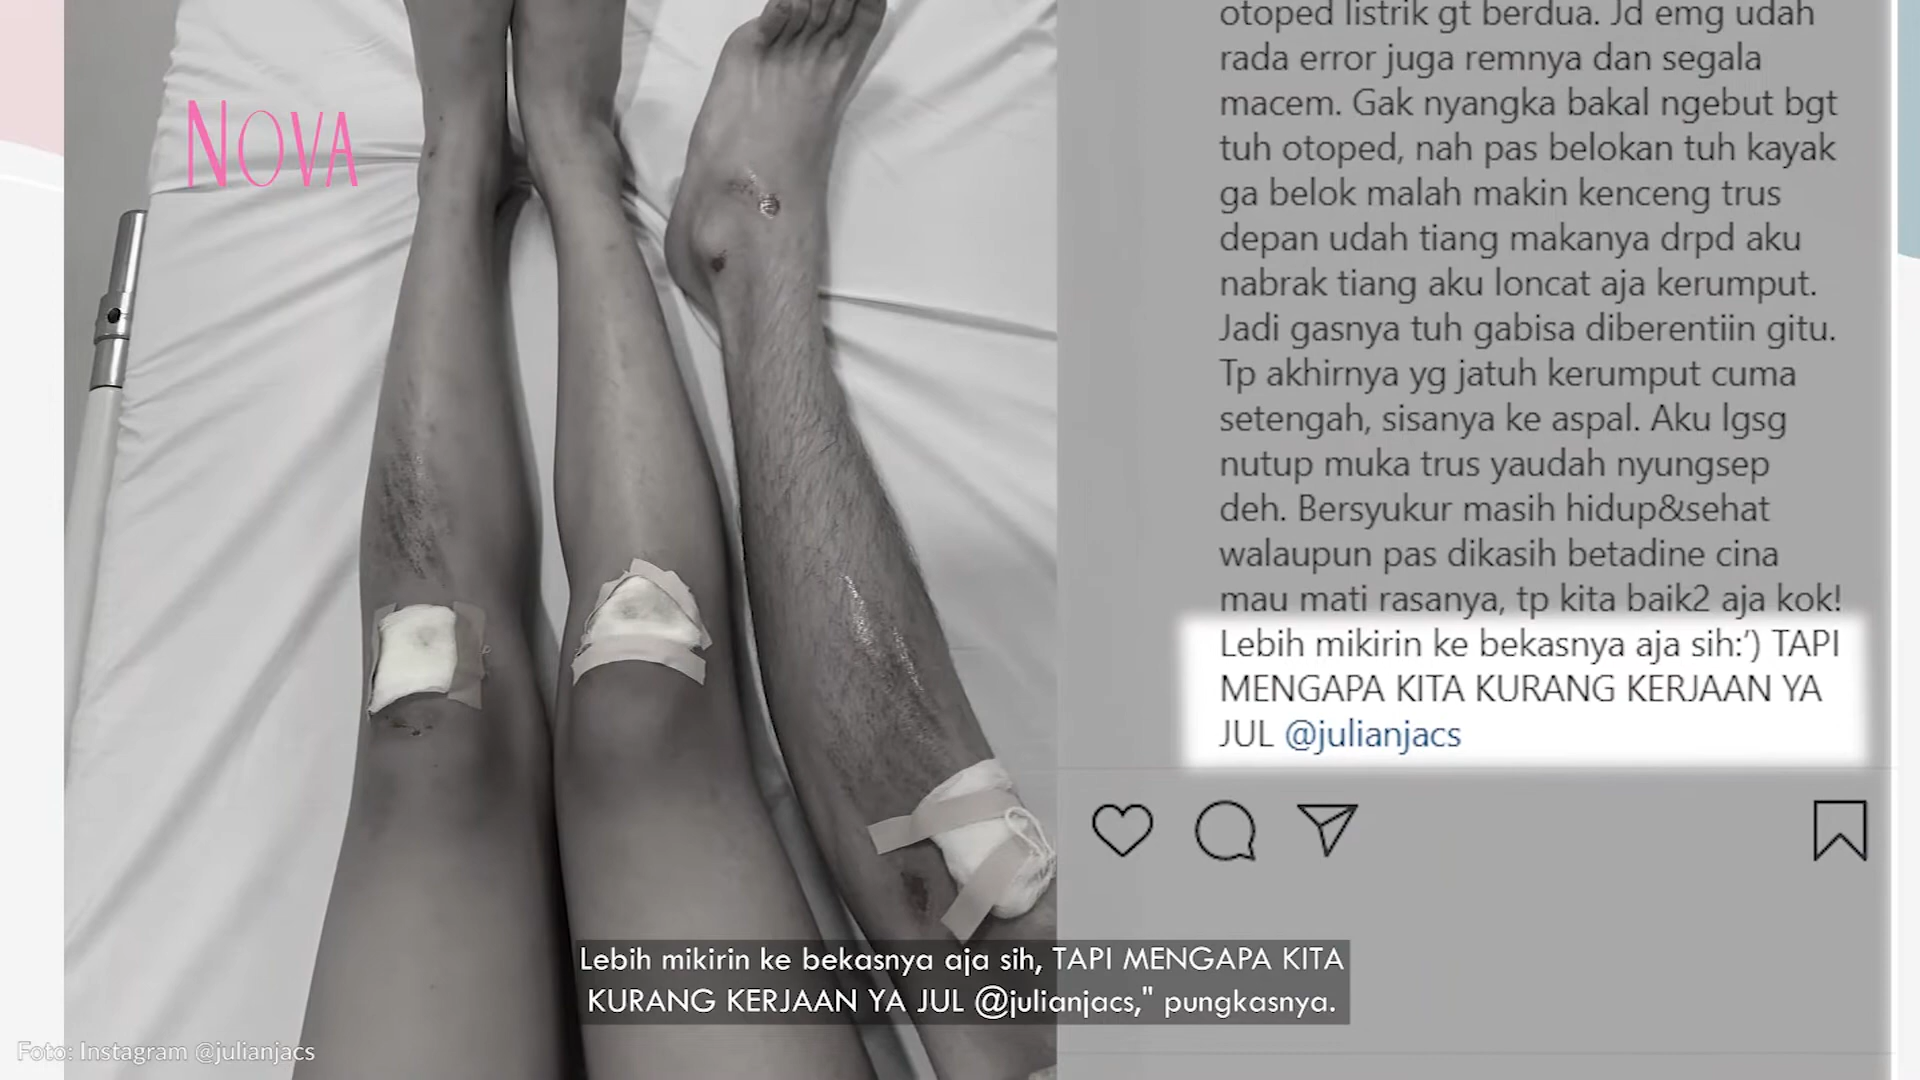 NOVA
otoped listrik gt berdua. Jd emg udah
rada error juga remnya dan segala
macem. Gak nyangka bakal ngebut bgt
tuh otoped, nah pas belokan tuh kayak
ga belok malah makin kenceng trus
depan udah tiang makanya drpd aku
nabrak tiang aku loncat aja kerumput.
Jadi gasnya tuh gabisa diberentiin gitu.
Tp akhirnya yg jatuh kerumput cuma
setengah, sisanya ke aspal. Aku lgsg
nutup muka trus yaudah nyungsep
deh. Bersyukur masih hidup&sehat
walaupun pas dikasih betadine cina
mau mati rasanya, tp kita baik2 aja kok!
Lebih mikirin ke bekasnya aja sih:’) TAPI
MENGAPA KITA KURANG KERJAAN YA
JUL @julianjacs
Lebih mikirin ke bekasnya aja sih, TAPI MENGAPA KITA
KURANG KERJAAN YA JUL @julianjacs," pungkasnya.
Foto: Instagram @julianjacs